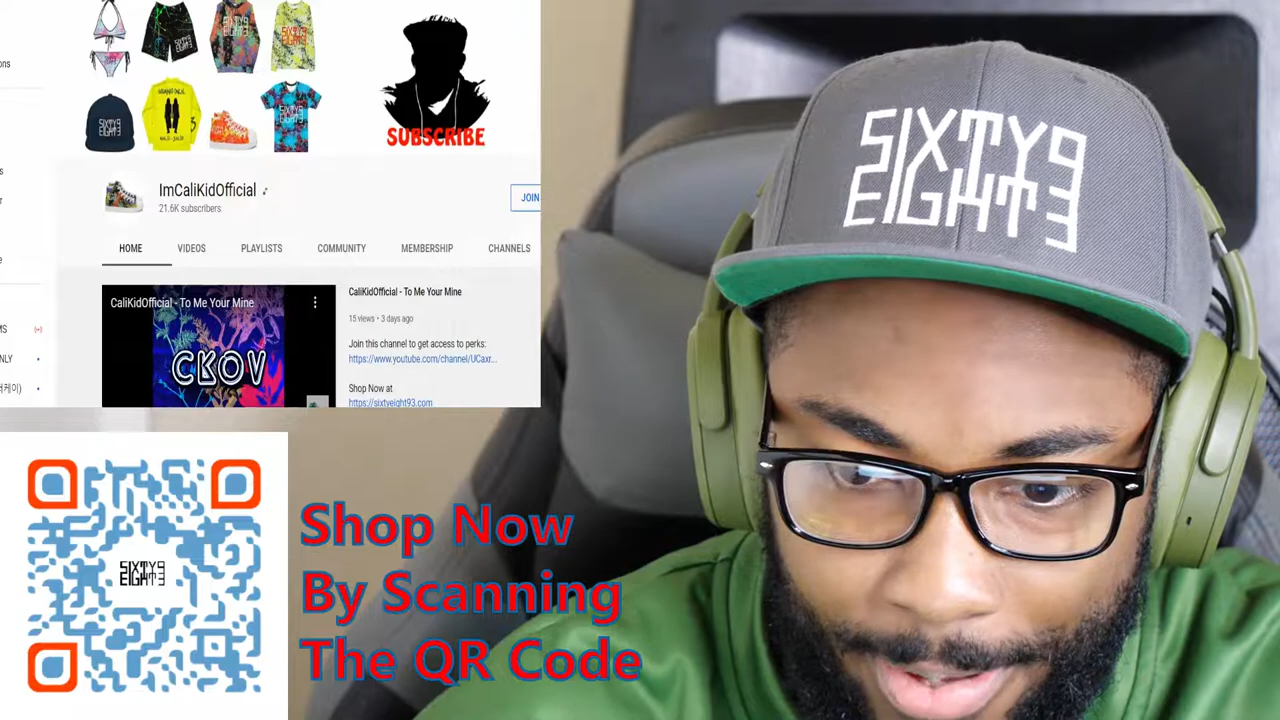 SUBSCRIBE
ImCaliKidOfficial
21.6K subscribers
JOIN
HOME VIDEOS PLAYLISTS COMMUNITY MEMBERSHIP CHANNELS
CaliKidOfficial - To Me Your Mine
CKOV
CaliKidOfficial - To Me Your Mine
15 views • 3 days ago
Join this channel to get access to perks:
https://www.youtube.com/channel/UCaxr...
Shop Now at
https://sixtyeight93.com
SIXTY9
EIGHT3
SIXTY9
EIGHT3
Shop Now
By Scanning
The QR Code